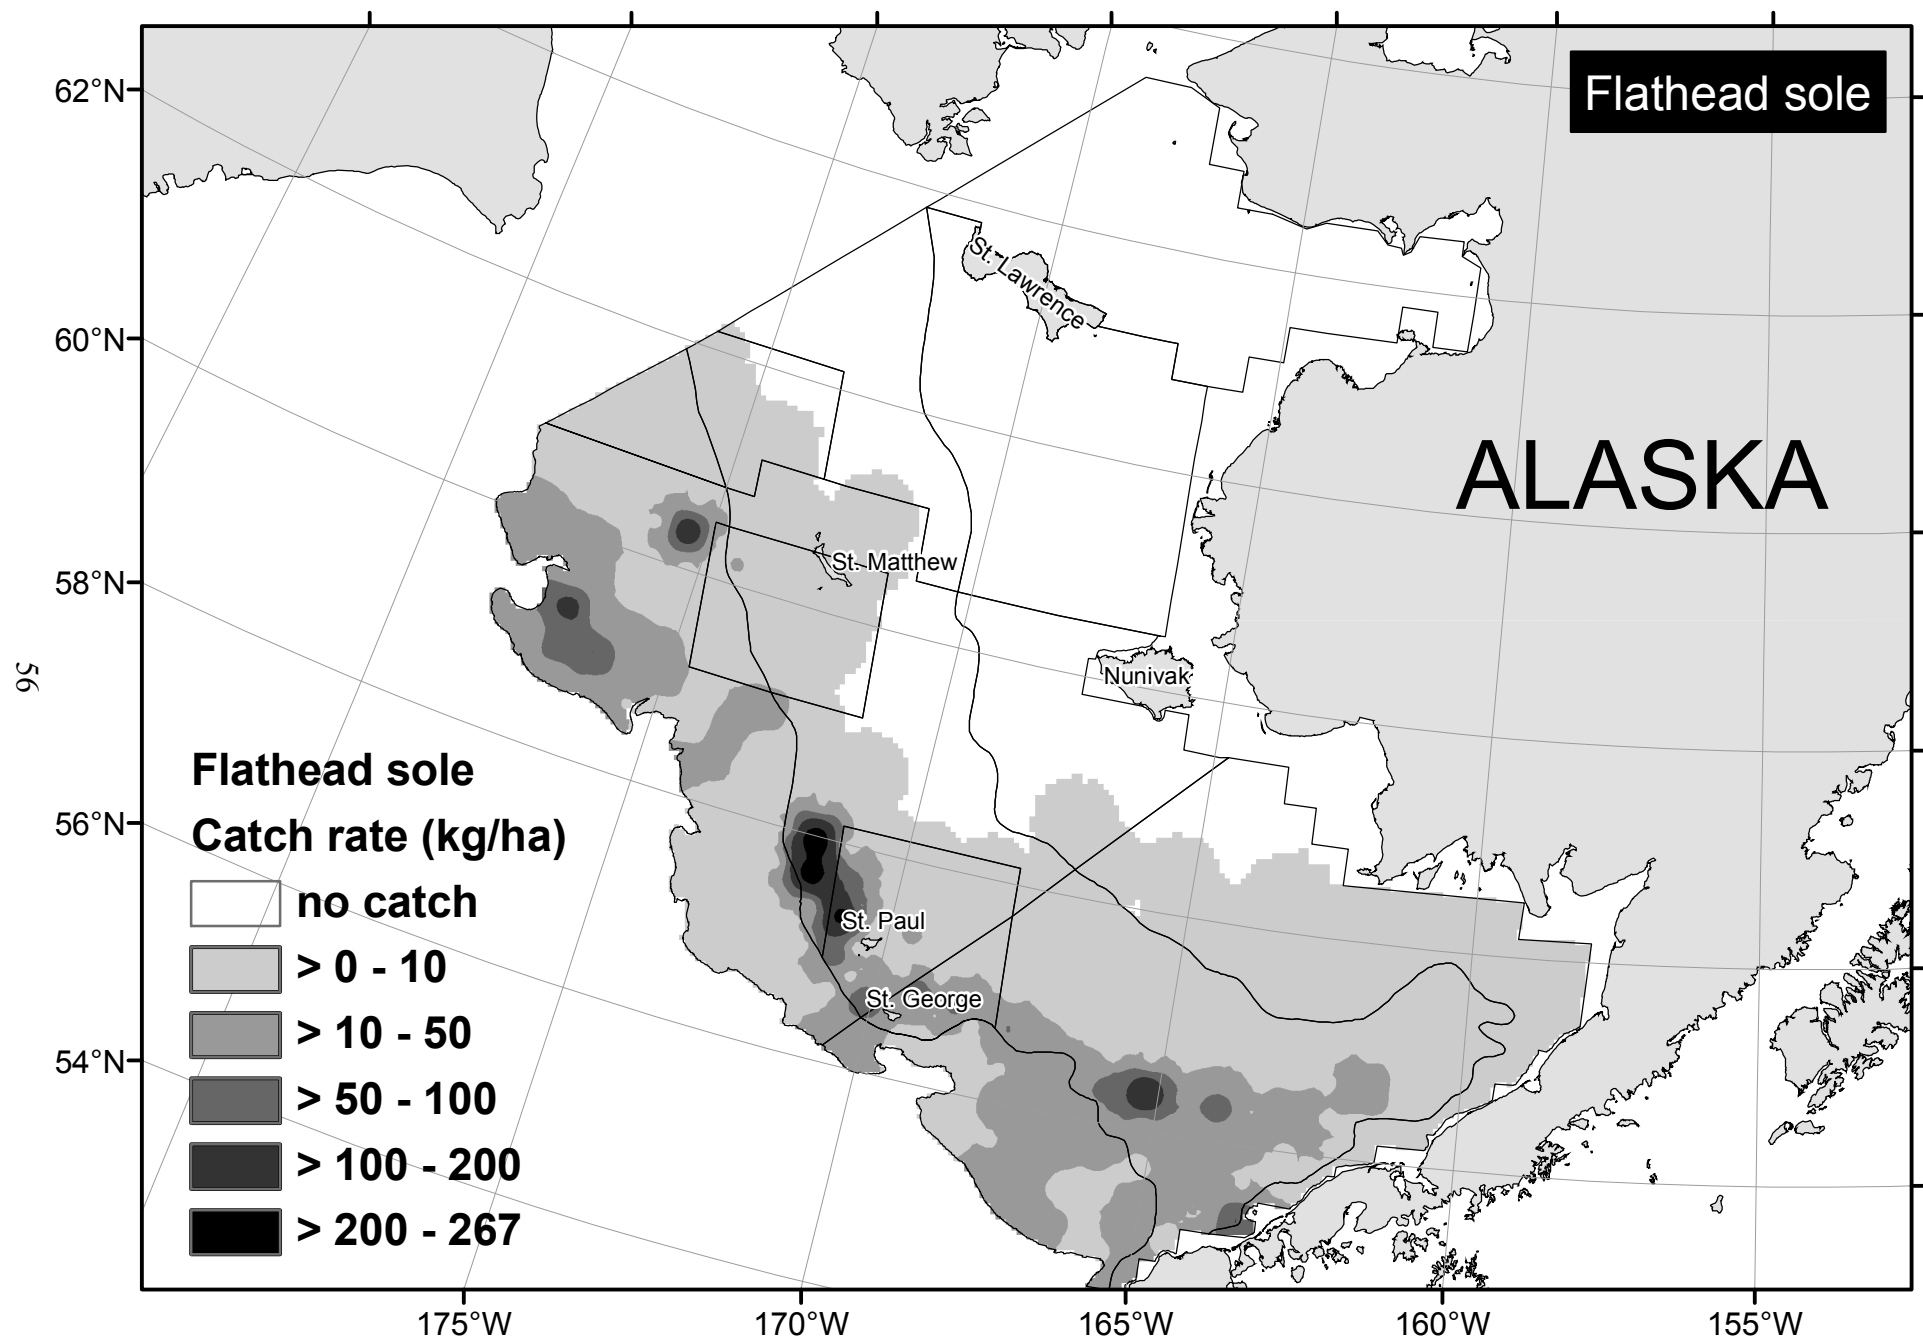 62°N
60°N
58°N
56°N
54°N
Flathead sole
St. Lawrence
ALASKA
St. Matthew
Nunivak
St. Paul
St. George
56
Flathead sole
Catch rate (kg/ha)
no catch
> 0 - 10
> 10 - 50
> 50 - 100
> 100 - 200
> 200 - 267
175°W
170°W
165°W
160°W
155°W